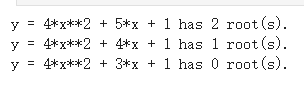 y = 4*x**2 + 5*x + 1 has 2 root(s).
y = 4*x**2 + 4*x + 1 has 1 root(s).
y = 4*x**2 + 3*x + 1 has 0 root(s).